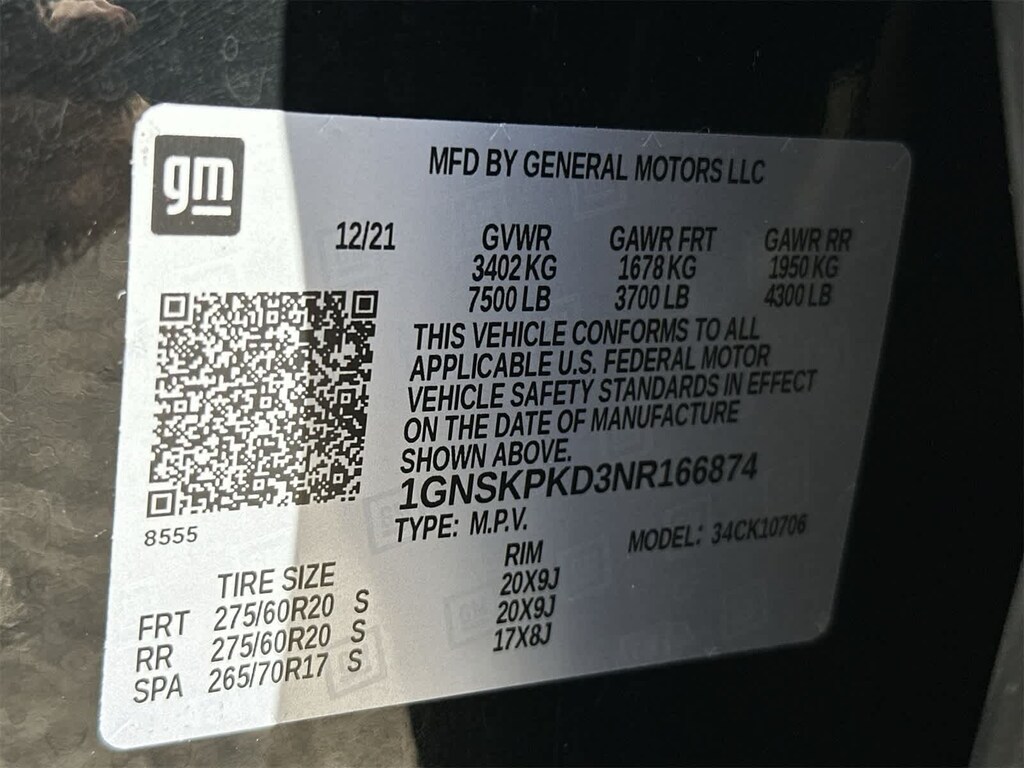 gm
MFD BY GENERAL MOTORS LLC
12/21 GVWR GAWR FRT GAWR RR
3402 KG 1678 KG 1950 KG
7500 LB 3700 LB 4300 LB
THIS VEHICLE CONFORMS TO ALL
APPLICABLE U.S. FEDERAL MOTOR
VEHICLE SAFETY STANDARDS IN EFFECT
ON THE DATE OF MANUFACTURE
SHOWN ABOVE.
1GNSKPKD3NR166874
TYPE: M.P.V. MODEL: 34CK10706
8555
TIRE SIZE RIM
FRT 275/60R20 S 20X9J
RR 275/60R20 S 20X9J
SPA 265/70R17 S 17X8J